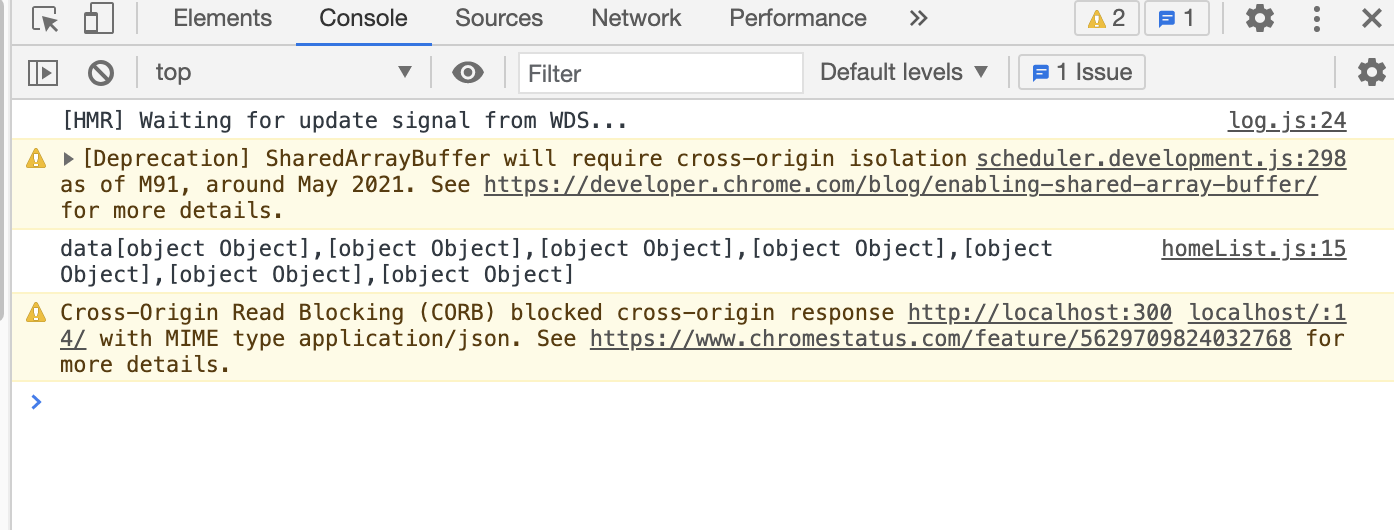 Elements Console Sources Network Performance 2 1
top Filter Default levels 1 Issue
[HMR] Waiting for update signal from WDS... log.js:24
[Deprecation] SharedArrayBuffer will require cross-origin isolation scheduler.development.js:298
as of M91, around May 2021. See https://developer.chrome.com/blog/enabling-shared-array-buffer/
for more details.
data[object Object],[object Object],[object Object],[object Object],[object homeList.js:15
Object],[object Object],[object Object]
Cross-Origin Read Blocking (CORB) blocked cross-origin response http://localhost:300 localhost/:1
4/ with MIME type application/json. See https://www.chromestatus.com/feature/5629709824032768 for
more details.